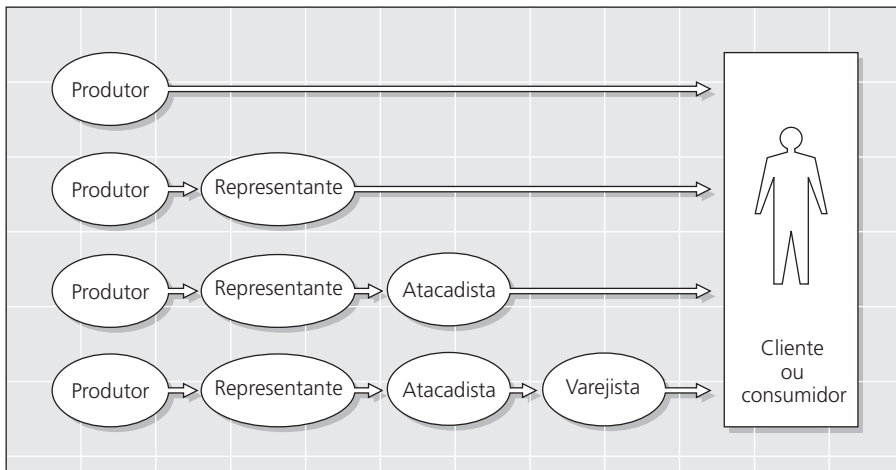 Produtor
Produtor
Representante
Produtor
Representante
Atacadista
Produtor
Representante
Atacadista
Varejista
Cliente
ou
consumidor